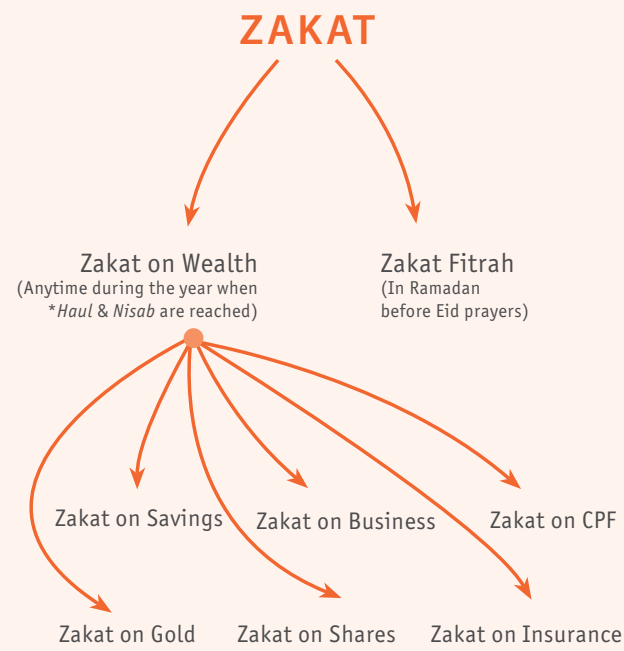 ZAKAT
Zakat on Wealth
(Anytime during the year when
*Haul & Nisab are reached)
Zakat Fitrah
(In Ramadan
before Eid prayers)
Zakat on Savings
Zakat on Business
Zakat on CPF
Zakat on Gold
Zakat on Shares
Zakat on Insurance